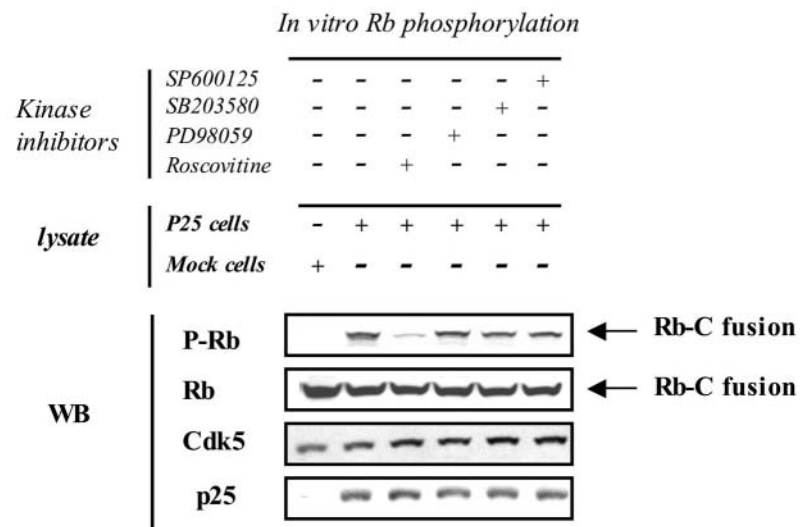 In vitro Rb phosphorylation
SP600125 - - - - - +
SB203580 - - - - + -
Kinase inhibitors
PD98059 - - - + - -
Roscovitine - - + - - -
lysate
P25 cells - + + + + +
Mock cells + - - - - -
WB
P-Rb Rb-C fusion
Rb Rb-C fusion
Cdk5
p25